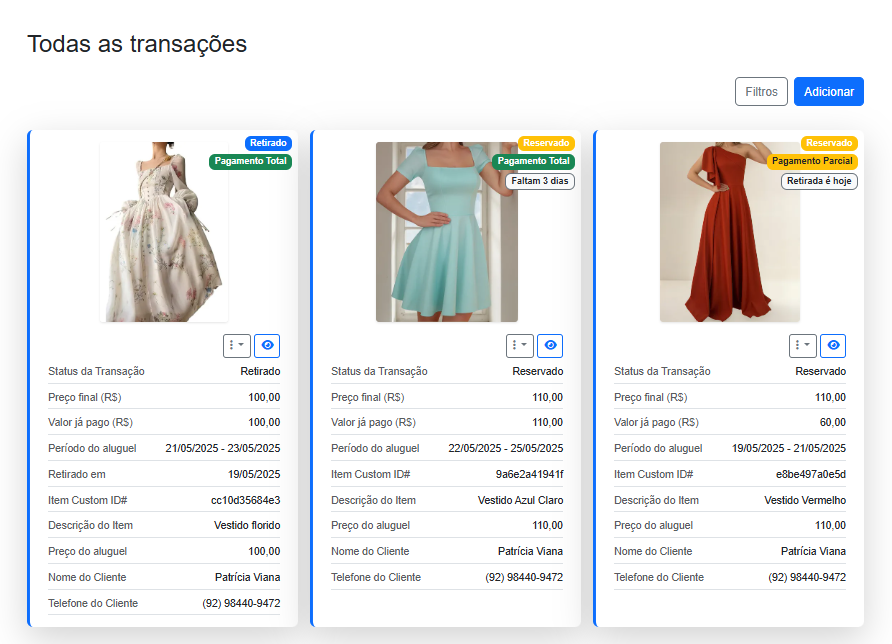 Todas as transações
Filtros
Adicionar
Retirado
Pagamento Total
Status da Transação Retirado
Preço final (R$) 100,00
Valor já pago (R$) 100,00
Período do aluguel 21/05/2025 - 23/05/2025
Retirado em 19/05/2025
Item Custom ID# cc10d35684e3
Descrição do Item Vestido florido
Preço do aluguel 100,00
Nome do Cliente Patrícia Viana
Telefone do Cliente (92) 98440-9472
Reservado
Pagamento Total
Faltam 3 dias
Status da Transação Reservado
Preço final (R$) 110,00
Valor já pago (R$) 110,00
Período do aluguel 22/05/2025 - 25/05/2025
Item Custom ID# 9a6e2a41941f
Descrição do Item Vestido Azul Claro
Preço do aluguel 110,00
Nome do Cliente Patrícia Viana
Telefone do Cliente (92) 98440-9472
Reservado
Pagamento Parcial
Retirada é hoje
Status da Transação Reservado
Preço final (R$) 110,00
Valor já pago (R$) 60,00
Período do aluguel 19/05/2025 - 21/05/2025
Item Custom ID# e8be497a0e5d
Descrição do Item Vestido Vermelho
Preço do aluguel 110,00
Nome do Cliente Patrícia Viana
Telefone do Cliente (92) 98440-9472